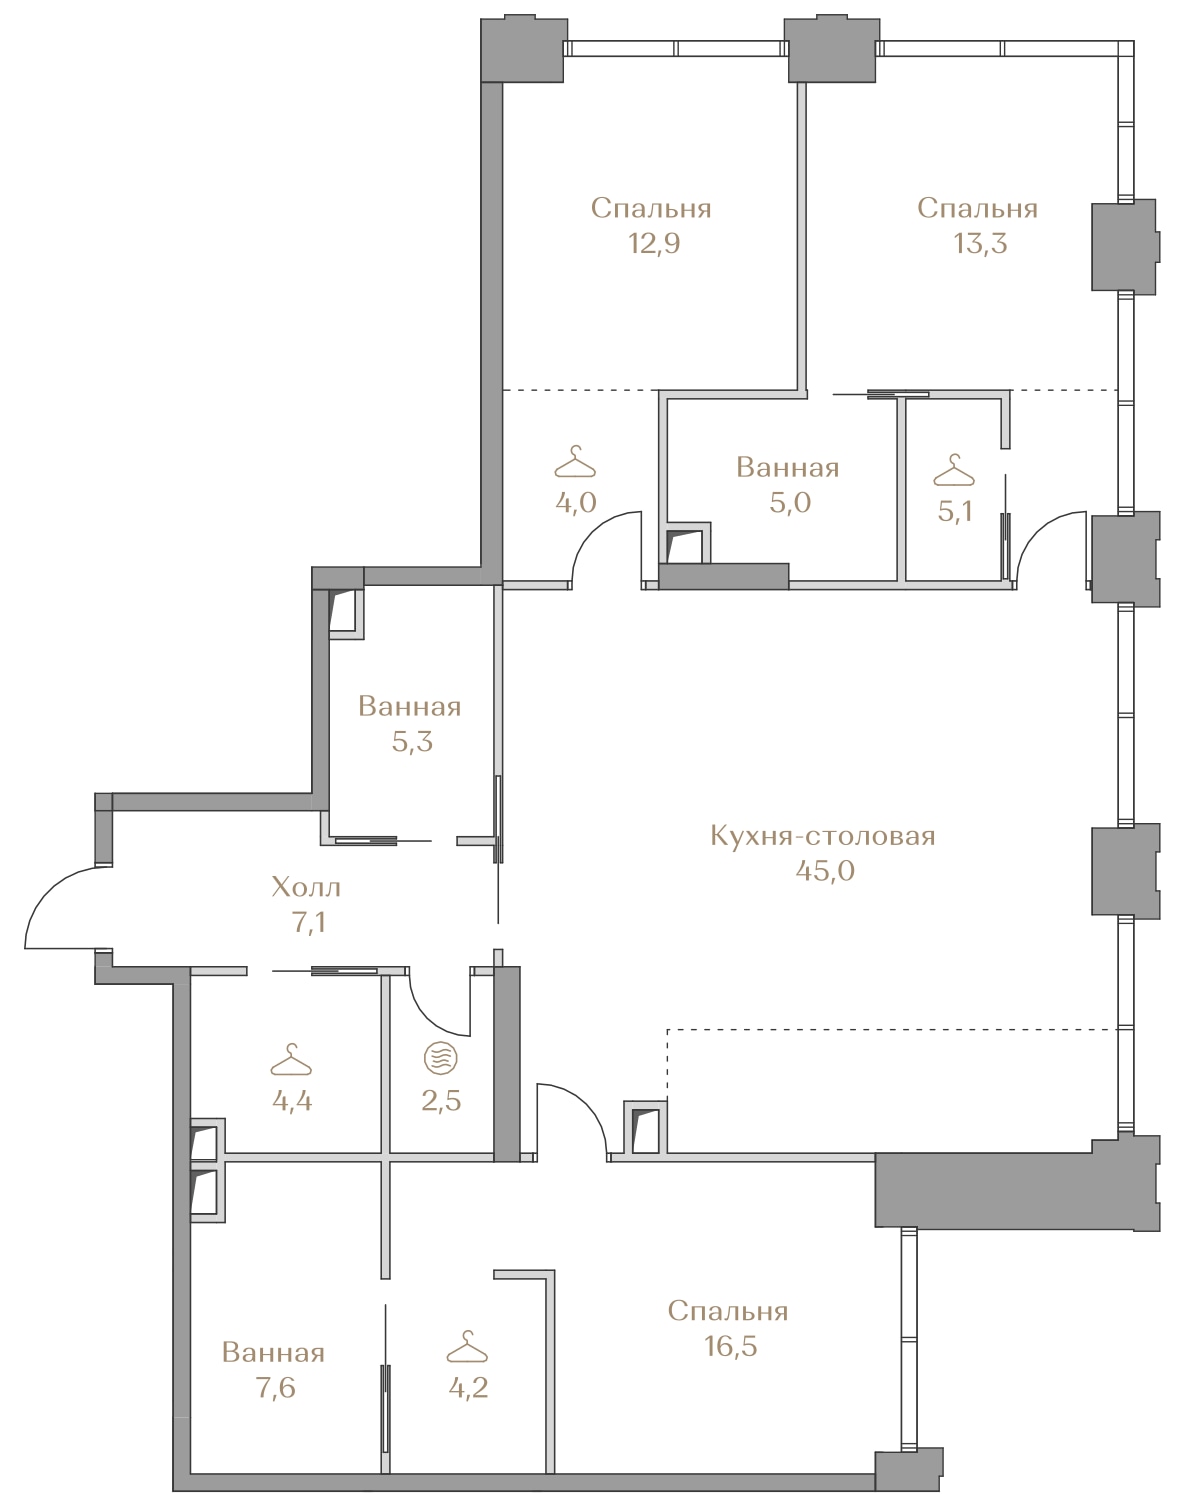 Спальня
12,9
Спальня
13,3
4,0
Ванная
5,0
5,1
Ванная
5,3
Кухня-столовая
45,0
Холл
7,1
4,4
2,5
Спальня
16,5
Ванная
7,6
4,2